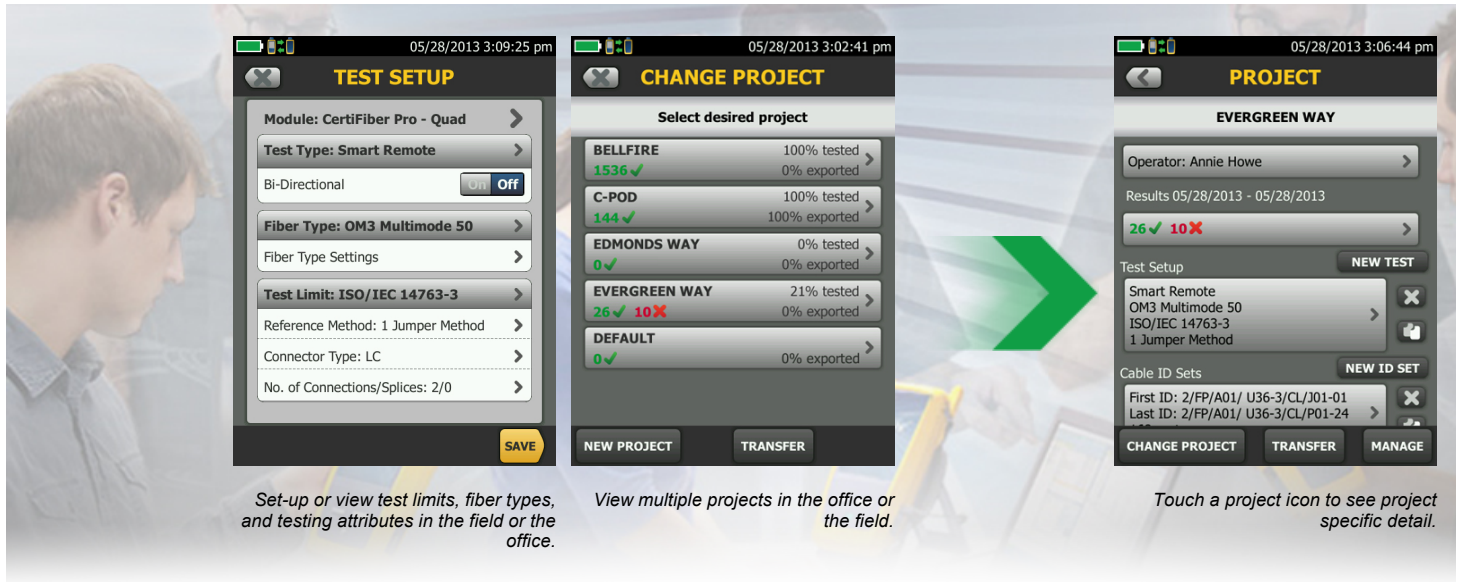 05/28/2013 3:09:25 pm
TEST SETUP
Module: CertiFiber Pro - Quad
Test Type: Smart Remote
Bi-Directional On Off
Fiber Type: OM3 Multimode 50
Fiber Type Settings
Test Limit: ISO/IEC 14763-3
Reference Method: 1 Jumper Method
Connector Type: LC
No. of Connections/Splices: 2/0
SAVE
Set-up or view test limits, fiber types,
and testing attributes in the field or the
office.
05/28/2013 3:02:41 pm
CHANGE PROJECT
Select desired project
BELLFIRE 100% tested
1536 0% exported
C-POD 100% tested
144 100% exported
EDMONDS WAY 0% tested
0 0% exported
EVERGREEN WAY 21% tested
26 10 0% exported
DEFAULT
0 0% exported
NEW PROJECT TRANSFER
View multiple projects in the office or
the field.
05/28/2013 3:06:44 pm
PROJECT
EVERGREEN WAY
Operator: Annie Howe
Results 05/28/2013 - 05/28/2013
26 10
Test Setup NEW TEST
Smart Remote
OM3 Multimode 50
ISO/IEC 14763-3
1 Jumper Method
Cable ID Sets NEW ID SET
First ID: 2/FP/A01/ U36-3/CL/J01-01
Last ID: 2/FP/A01/ U36-3/CL/P01-24
CHANGE PROJECT TRANSFER MANAGE
Touch a project icon to see project
specific detail.